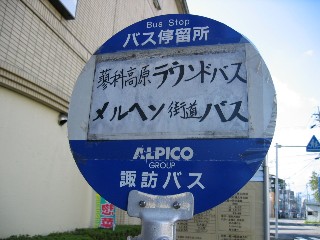 Bus Stop
バス停留所
蓼科高原ラウンドバス
メルヘン街道バス
ALPICO
GROUP
諏訪バス